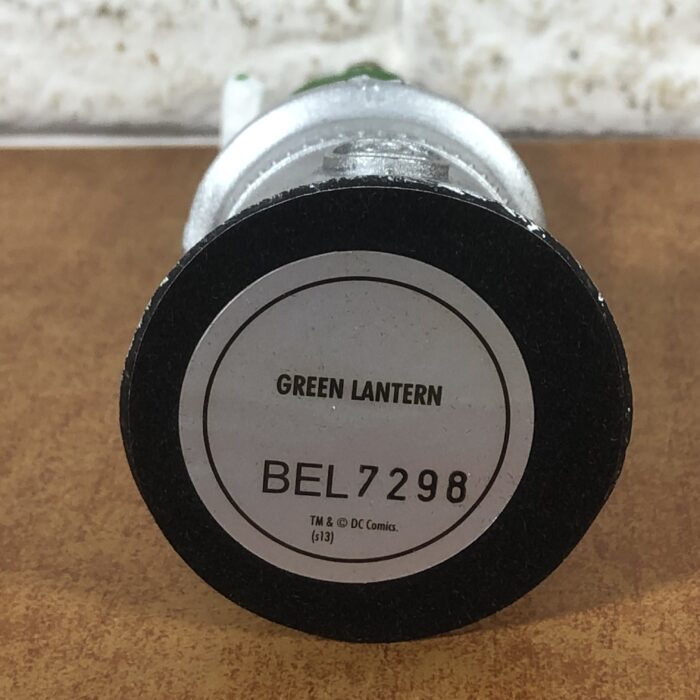 GREEN LANTERN
BEL7298
TM & © DC Comics.
(s13)